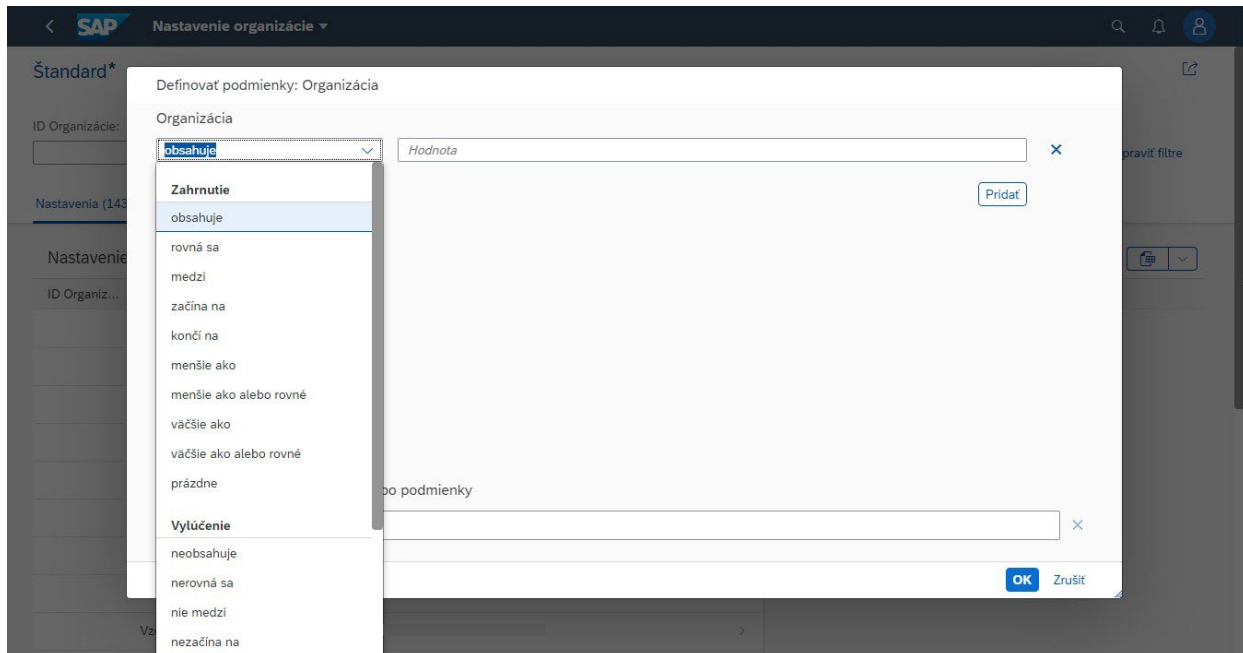 SAP Nastavenie organizácie
Štandard*
Definovať podmienky: Organizácia
ID Organizácie:
Organizácia
obsahuje Hodnota
praviť filtre
Zahrnutie
Pridať
Nastavenia (143
obsahuje
rovná sa
Nastavenie
medzi
ID Organiz...
začína na
končí na
menšie ako
menšie ako alebo rovné
väčšie ako
väčšie ako alebo rovné
prázdne
bo podmienky
Vylúčenie
neobsahuje
nerovná sa
OK Zrušiť
nie medzi
nezačína na